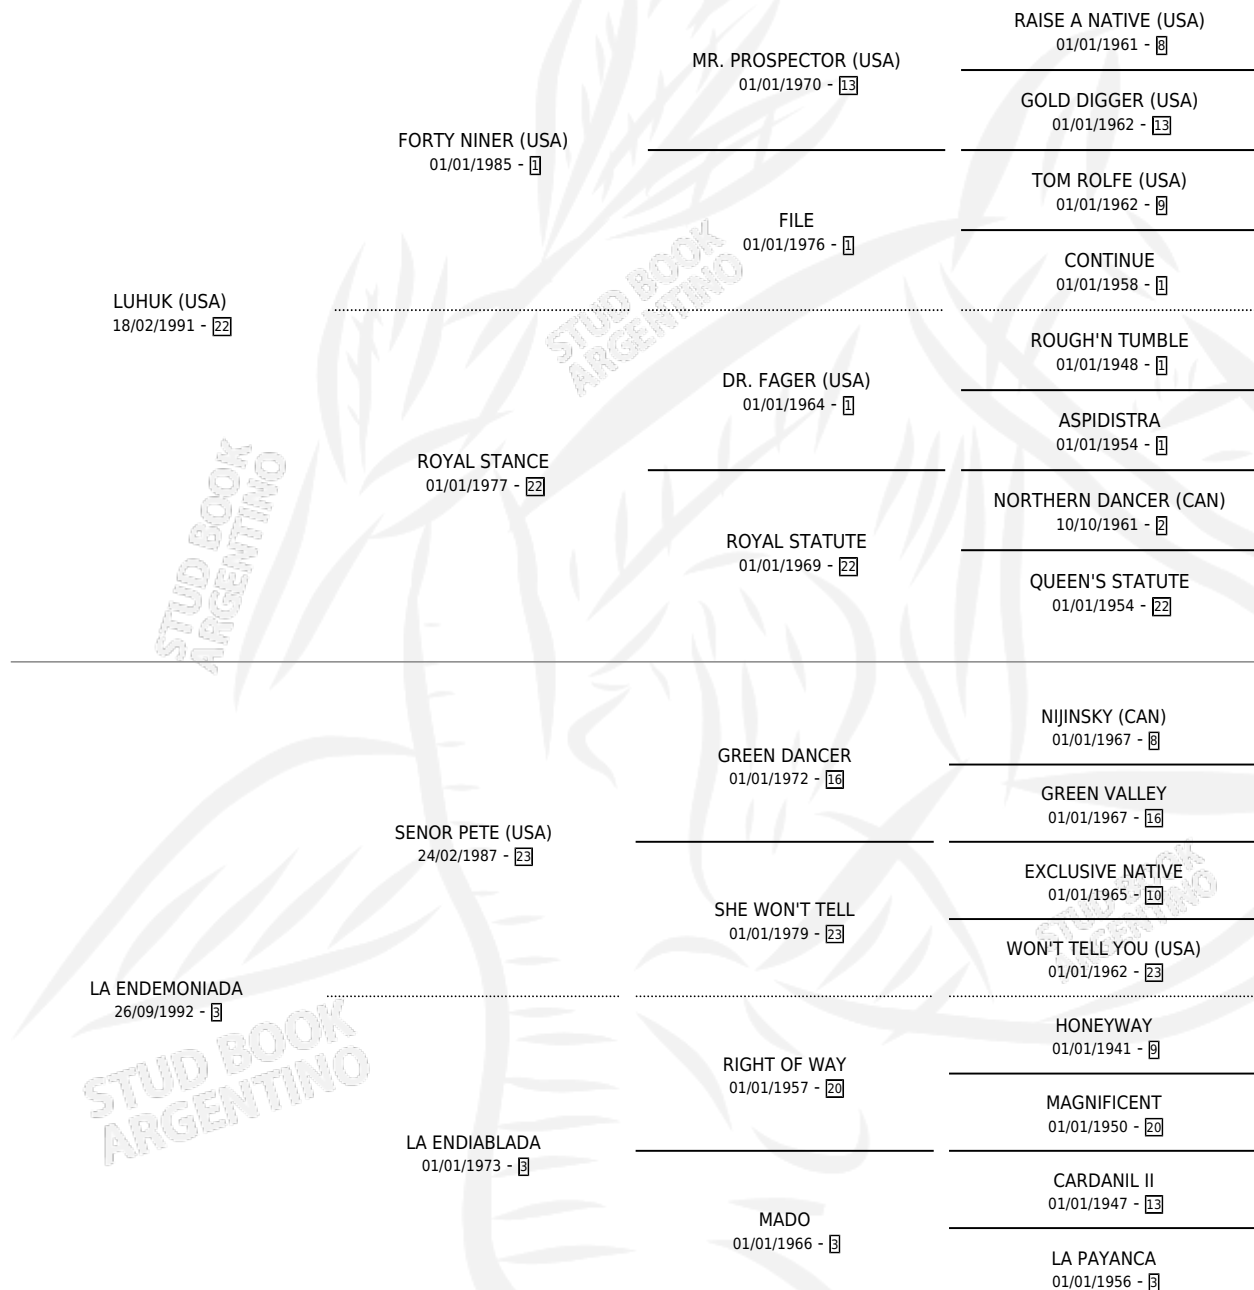 RAISE A NATIVE (USA)
01/01/1961 - 8
MR. PROSPECTOR (USA)
01/01/1970 - 13
GOLD DIGGER (USA)
01/01/1962 - 13
FORTY NINER (USA)
01/01/1985 - 1
TOM ROLFE (USA)
01/01/1962 - 9
FILE
01/01/1976 - 1
CONTINUE
01/01/1958 - 1
LUHUK (USA)
18/02/1991 - 22
ROUGH'N TUMBLE
01/01/1948 - 1
DR. FAGER (USA)
01/01/1964 - 1
ASPIDISTRA
01/01/1954 - 1
ROYAL STANCE
01/01/1977 - 22
NORTHERN DANCER (CAN)
10/10/1961 - 2
ROYAL STATUTE
01/01/1969 - 22
QUEEN'S STATUTE
01/01/1954 - 22
NIJINSKY (CAN)
01/01/1967 - 8
GREEN DANCER
01/01/1972 - 16
GREEN VALLEY
01/01/1967 - 16
SENOR PETE (USA)
24/02/1987 - 23
EXCLUSIVE NATIVE
01/01/1965 - 10
SHE WON'T TELL
01/01/1979 - 23
WON'T TELL YOU (USA)
01/01/1962 - 23
LA ENDEMONIADA
26/09/1992 - 3
HONEYWAY
01/01/1941 - 9
RIGHT OF WAY
01/01/1957 - 20
MAGNIFICENT
01/01/1950 - 20
LA ENDIABLADA
01/01/1973 - 3
CARDANIL II
01/01/1947 - 13
MADO
01/01/1966 - 3
LA PAYANCA
01/01/1956 - 3
STUD BOOK
ARGENTINO
STUD BOOK
ARGENTINO
STUD BOOK
ARGENTINO
STUD BOOK
ARGENTINO